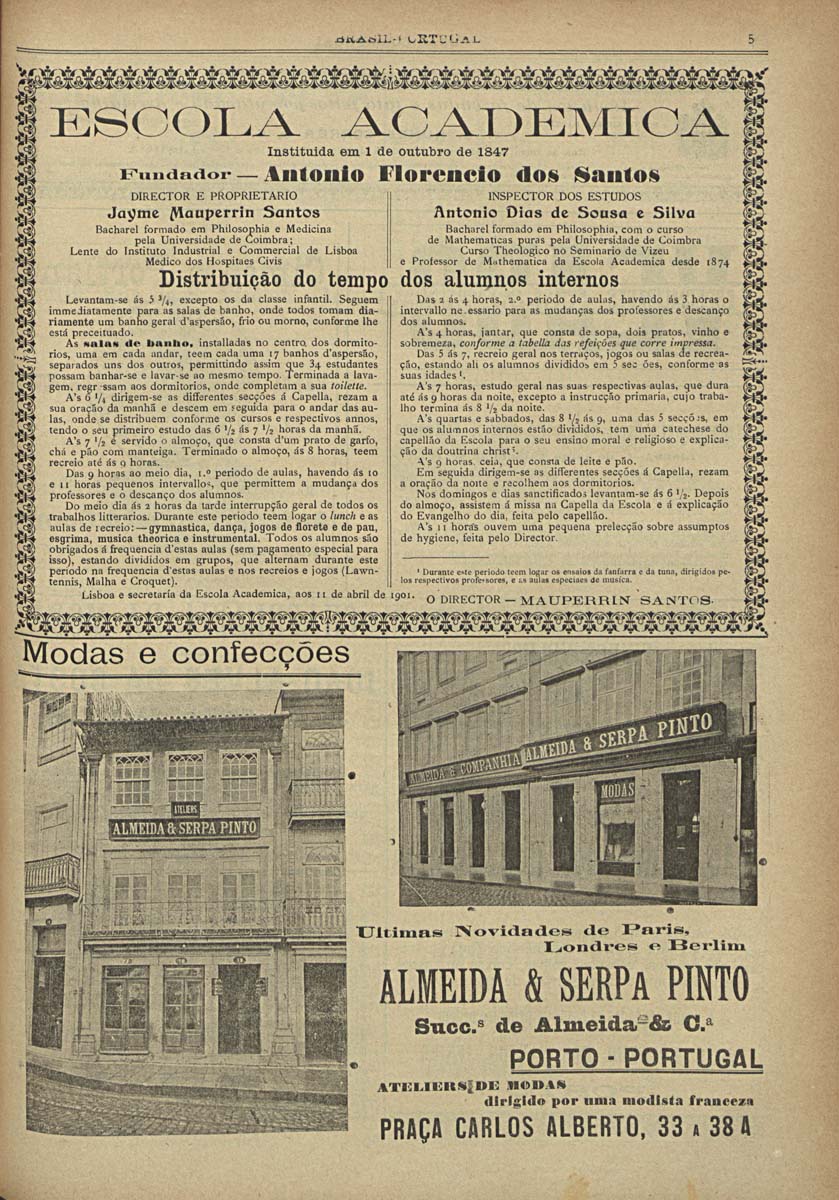 BRASIL-PORTUGAL
5
ESCOLA ACADEMICA
Instituida em 1 de outubro de 1847
Fundador — Antonio Florencio dos Santos
DIRECTOR E PROPRIETARIO
Jayme Mauperrin Santos
Bacharel formado em Philosophia e Medicina
pela Universidade de Coimbra;
Lente do Instituto Industrial e Commercial de Lisboa
Medico dos Hospitaes Civis
INSPECTOR DOS ESTUDOS
Antonio Dias de Sousa e Silva
Bacharel formado em Philosophia, com o curso
de Mathematicas puras pela Universidade de Coimbra
Curso Theologico no Seminario de Vizeu
e Professor de Mathematica da Escola Academica desde 1874
Distribuição do tempo dos alumnos internos
Levantam-se ás 5 3/4, excepto os da classe infantil. Seguem
immediatamente para as salas de banho, onde todos tomam dia-
riamente um banho geral d'aspersão, frio ou morno, conforme lhe
está preceituado.
As salas de banho, installadas no centro dos dormito-
rios, uma em cada andar, teem cada uma 17 banhos d'aspersão,
separados uns dos outros, permittindo assim que 34 estudantes
possam banhar-se e lavar-se ao mesmo tempo. Terminada a lava-
gem, regressam aos dormitorios, onde completam a sua toilette.
A's 6 1/4 dirigem-se as differentes secções á Capella, rezam a
sua oração da manhã e descem em seguida para o andar das au-
las, onde se distribuem conforme os cursos e respectivos annos,
tendo o seu primeiro estudo das 6 1/2 ás 7 1/2 horas da manhã.
A's 7 1/2 é servido o almoço, que consta d'um prato de garfo,
chá e pão com manteiga. Terminado o almoço, ás 8 horas, teem
recreio até ás 9 horas.
Das 9 horas ao meio dia, 1.º periodo de aulas, havendo ás 10
e 11 horas pequenos intervallos, que permittem a mudança dos
professores e o descanço dos alumnos.
Do meio dia ás 2 horas da tarde interrupção geral de todos os
trabalhos litterarios. Durante este periodo teem logar o lunch e as
aulas de recreio: — gymnastica, dança, jogos de florete e de pau,
esgrima, musica theorica e instrumental. Todos os alumnos são
obrigados á frequencia d'estas aulas (sem pagamento especial para
isso), estando divididos em grupos, que alternam durante este
periodo na frequencia d'estas aulas e nos recreios e jogos (Lawn-
tennis, Malha e Croquet).
Das 2 ás 4 horas, 2.º periodo de aulas, havendo ás 3 horas o
intervallo necessario para as mudanças dos professores e descanço
dos alumnos.
A's 4 horas, jantar, que consta de sopa, dois pratos, vinho e
sobremeza, conforme a tabella das refeições que corre impressa.
Das 5 ás 7, recreio geral nos terraços, jogos ou salas de recrea-
ção, estando ali os alumnos divididos em 5 secções, conforme as
suas idades 1.
A's 7 horas, estudo geral nas suas respectivas aulas, que dura
até ás 9 horas da noite, excepto a instrucção primaria, cujo traba-
lho termina ás 8 1/2 da noite.
A's quartas e sabbados, das 8 1/2 ás 9, uma das 5 secções, em
que os alumnos internos estão divididos, tem uma catechese do
capellão da Escola para o seu ensino moral e religioso e explica-
ção da doutrina christ.
A's 9 horas, ceia, que consta de leite e pão.
Em seguida dirigem-se as differentes secções á Capella, rezam
a oração da noite e recolhem aos dormitorios.
Nos domingos e dias sanctificados levantam-se ás 6 1/2. Depois
do almoço, assistem á missa na Capella da Escola e á explicação
do Evangelho do dia, feita pelo capellão.
A's 11 horas ouvem uma pequena prelecção sobre assumptos
de hygiene, feita pelo Director.
1 Durante este periodo teem logar os ensaios da fanfarra e da tuna, dirigidos pe-
los respectivos professores, e as aulas especiaes de musica.
Lisboa e secretaría da Escola Academica, aos 11 de abril de 1901.
O DIRECTOR — MAUPERRIN SANTOS.
Modas e confecções
ATELIERS
ALMEIDA & SERPA PINTO
ALMEIDA & COMPANHIA
ALMEIDA & SERPA PINTO
MODAS
Ultimas Novidades de Paris,
Londres e Berlim
ALMEIDA & SERPA PINTO
Succ.s de Almeida & C.a
PORTO - PORTUGAL
ATELIERS DE MODAS
dirigido por uma modista franceza
PRAÇA CARLOS ALBERTO, 33 A 38 A